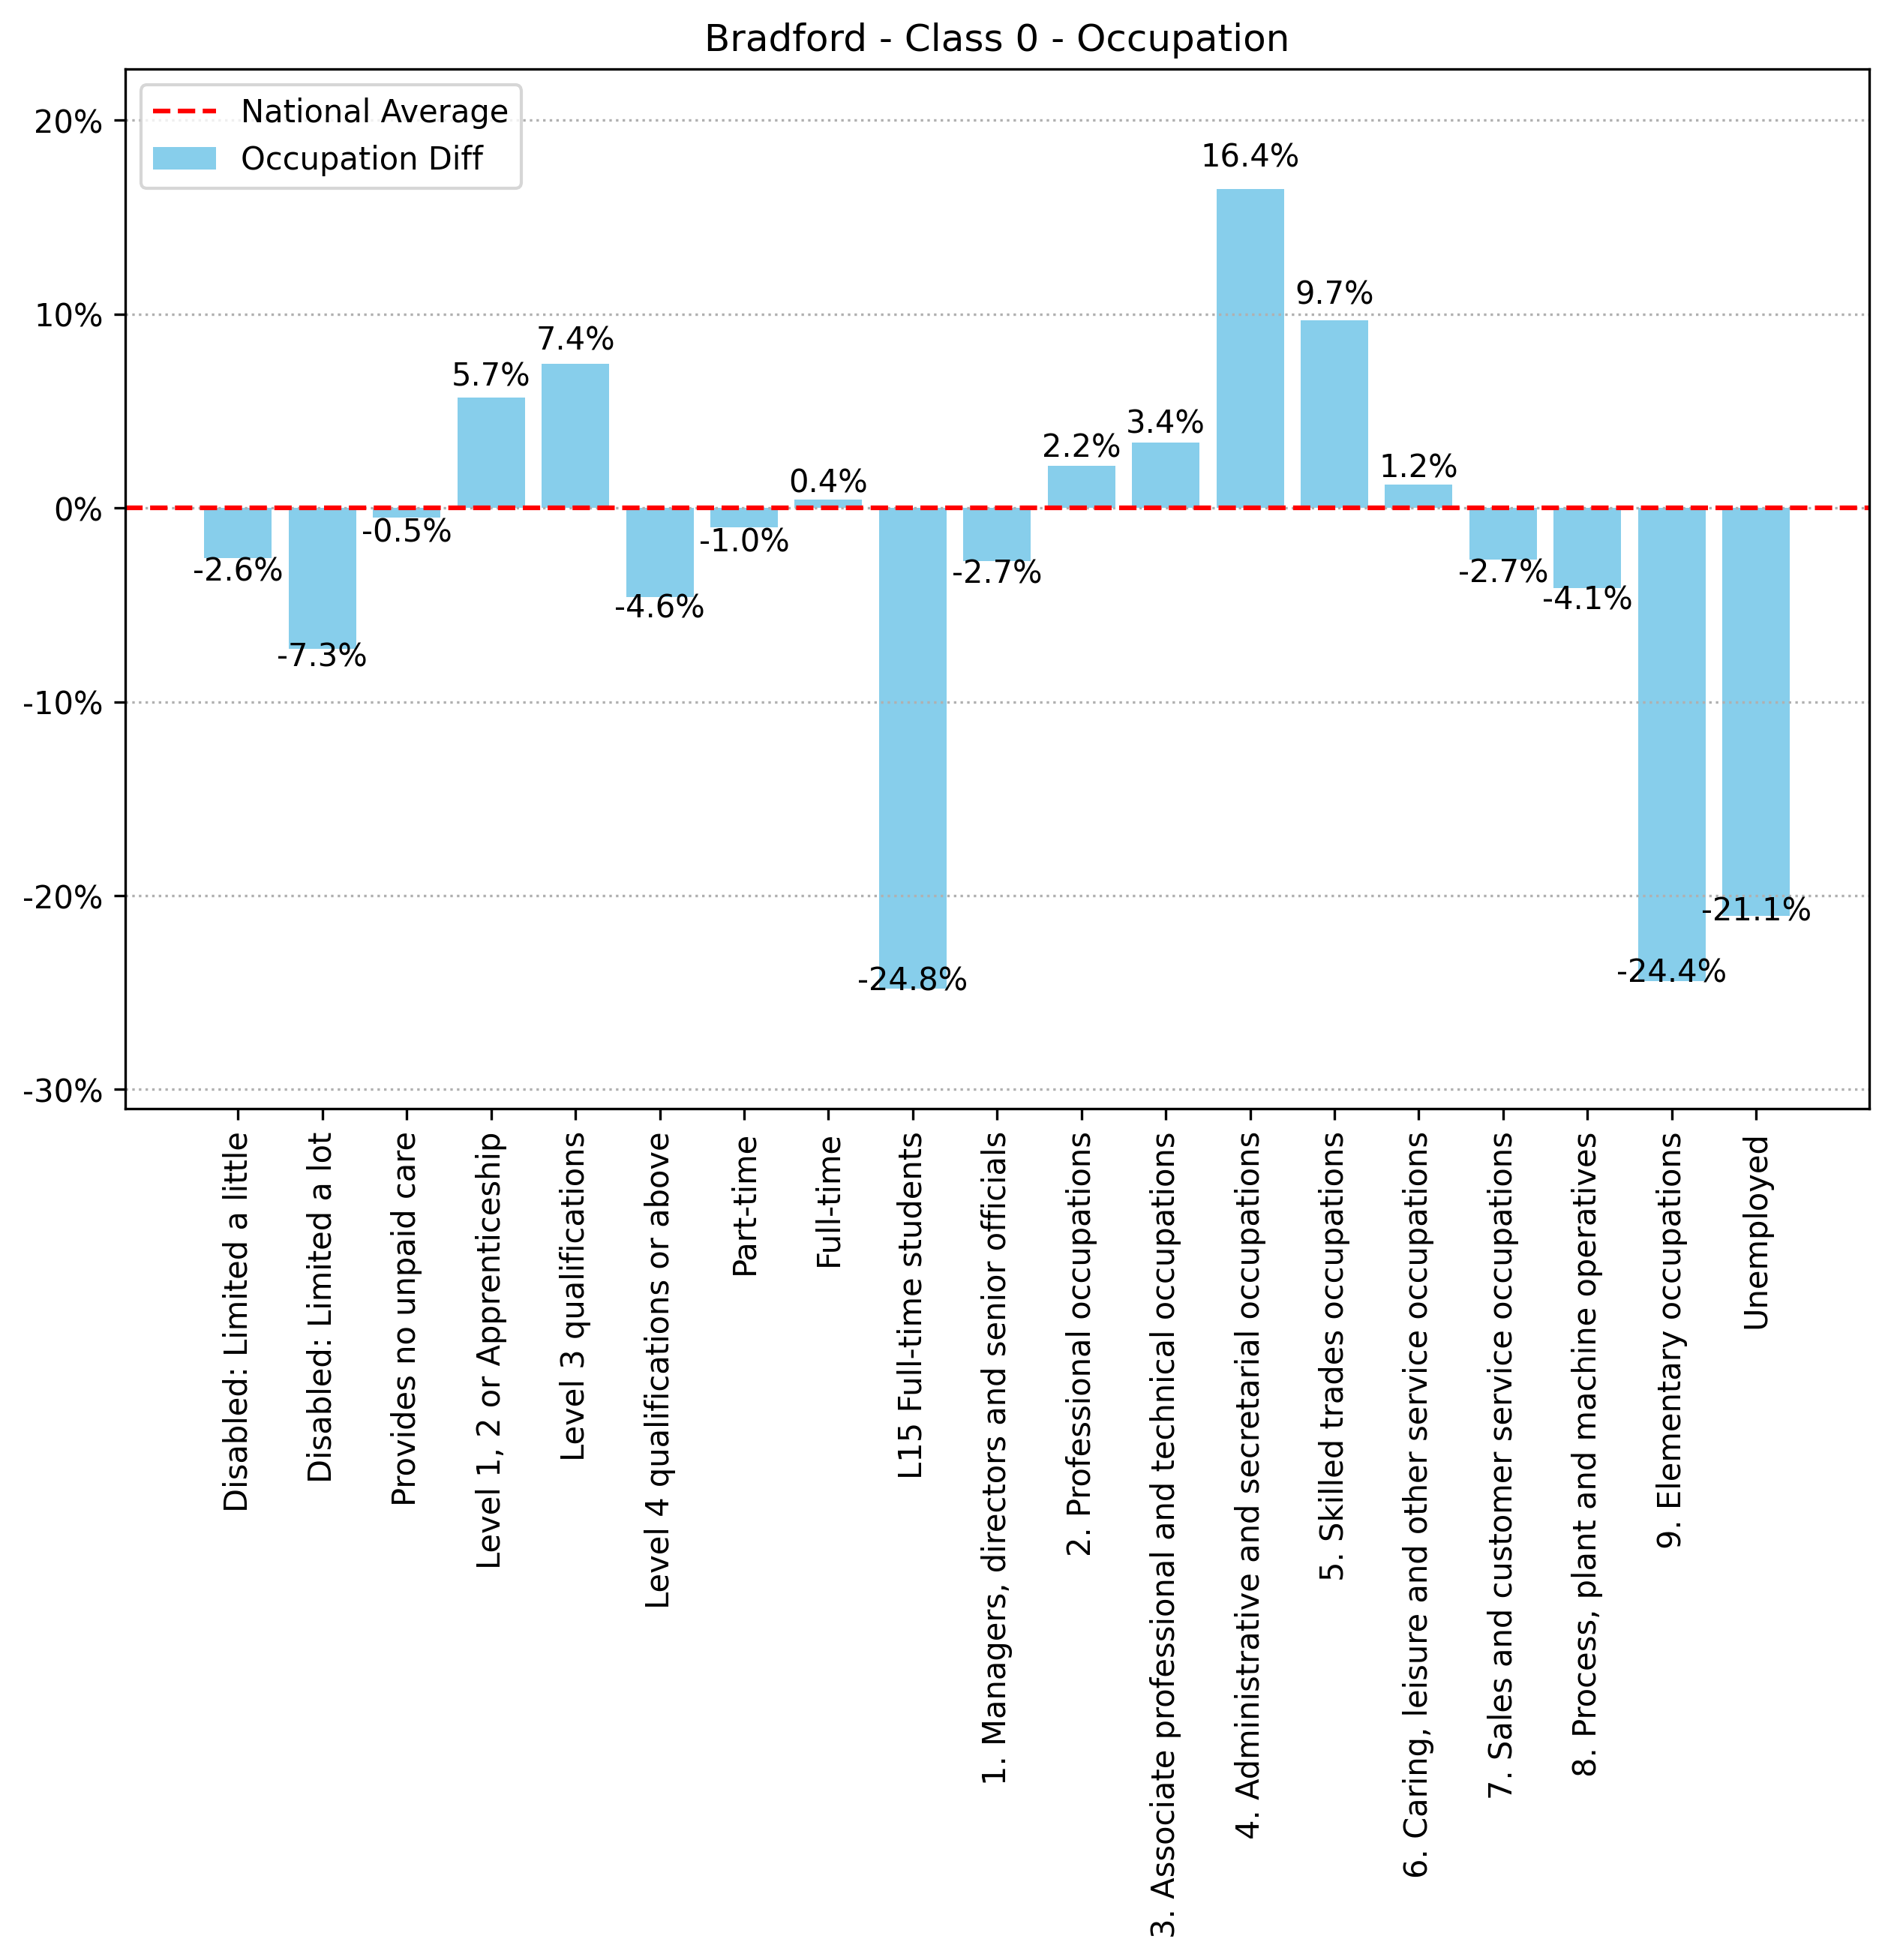 Bradford - Class 0 - Occupation
National Average
Occupation Diff
20%
10%
0%
-10%
-20%
-30%
-2.6%
-7.3%
-0.5%
5.7%
7.4%
-4.6%
-1.0%
0.4%
-24.8%
-2.7%
2.2%
3.4%
16.4%
9.7%
1.2%
-2.7%
-4.1%
-24.4%
-21.1%
Disabled: Limited a little
Disabled: Limited a lot
Provides no unpaid care
Level 1, 2 or Apprenticeship
Level 3 qualifications
Level 4 qualifications or above
Part-time
Full-time
L15 Full-time students
1. Managers, directors and senior officials
2. Professional occupations
3. Associate professional and technical occupations
4. Administrative and secretarial occupations
5. Skilled trades occupations
6. Caring, leisure and other service occupations
7. Sales and customer service occupations
8. Process, plant and machine operatives
9. Elementary occupations
Unemployed